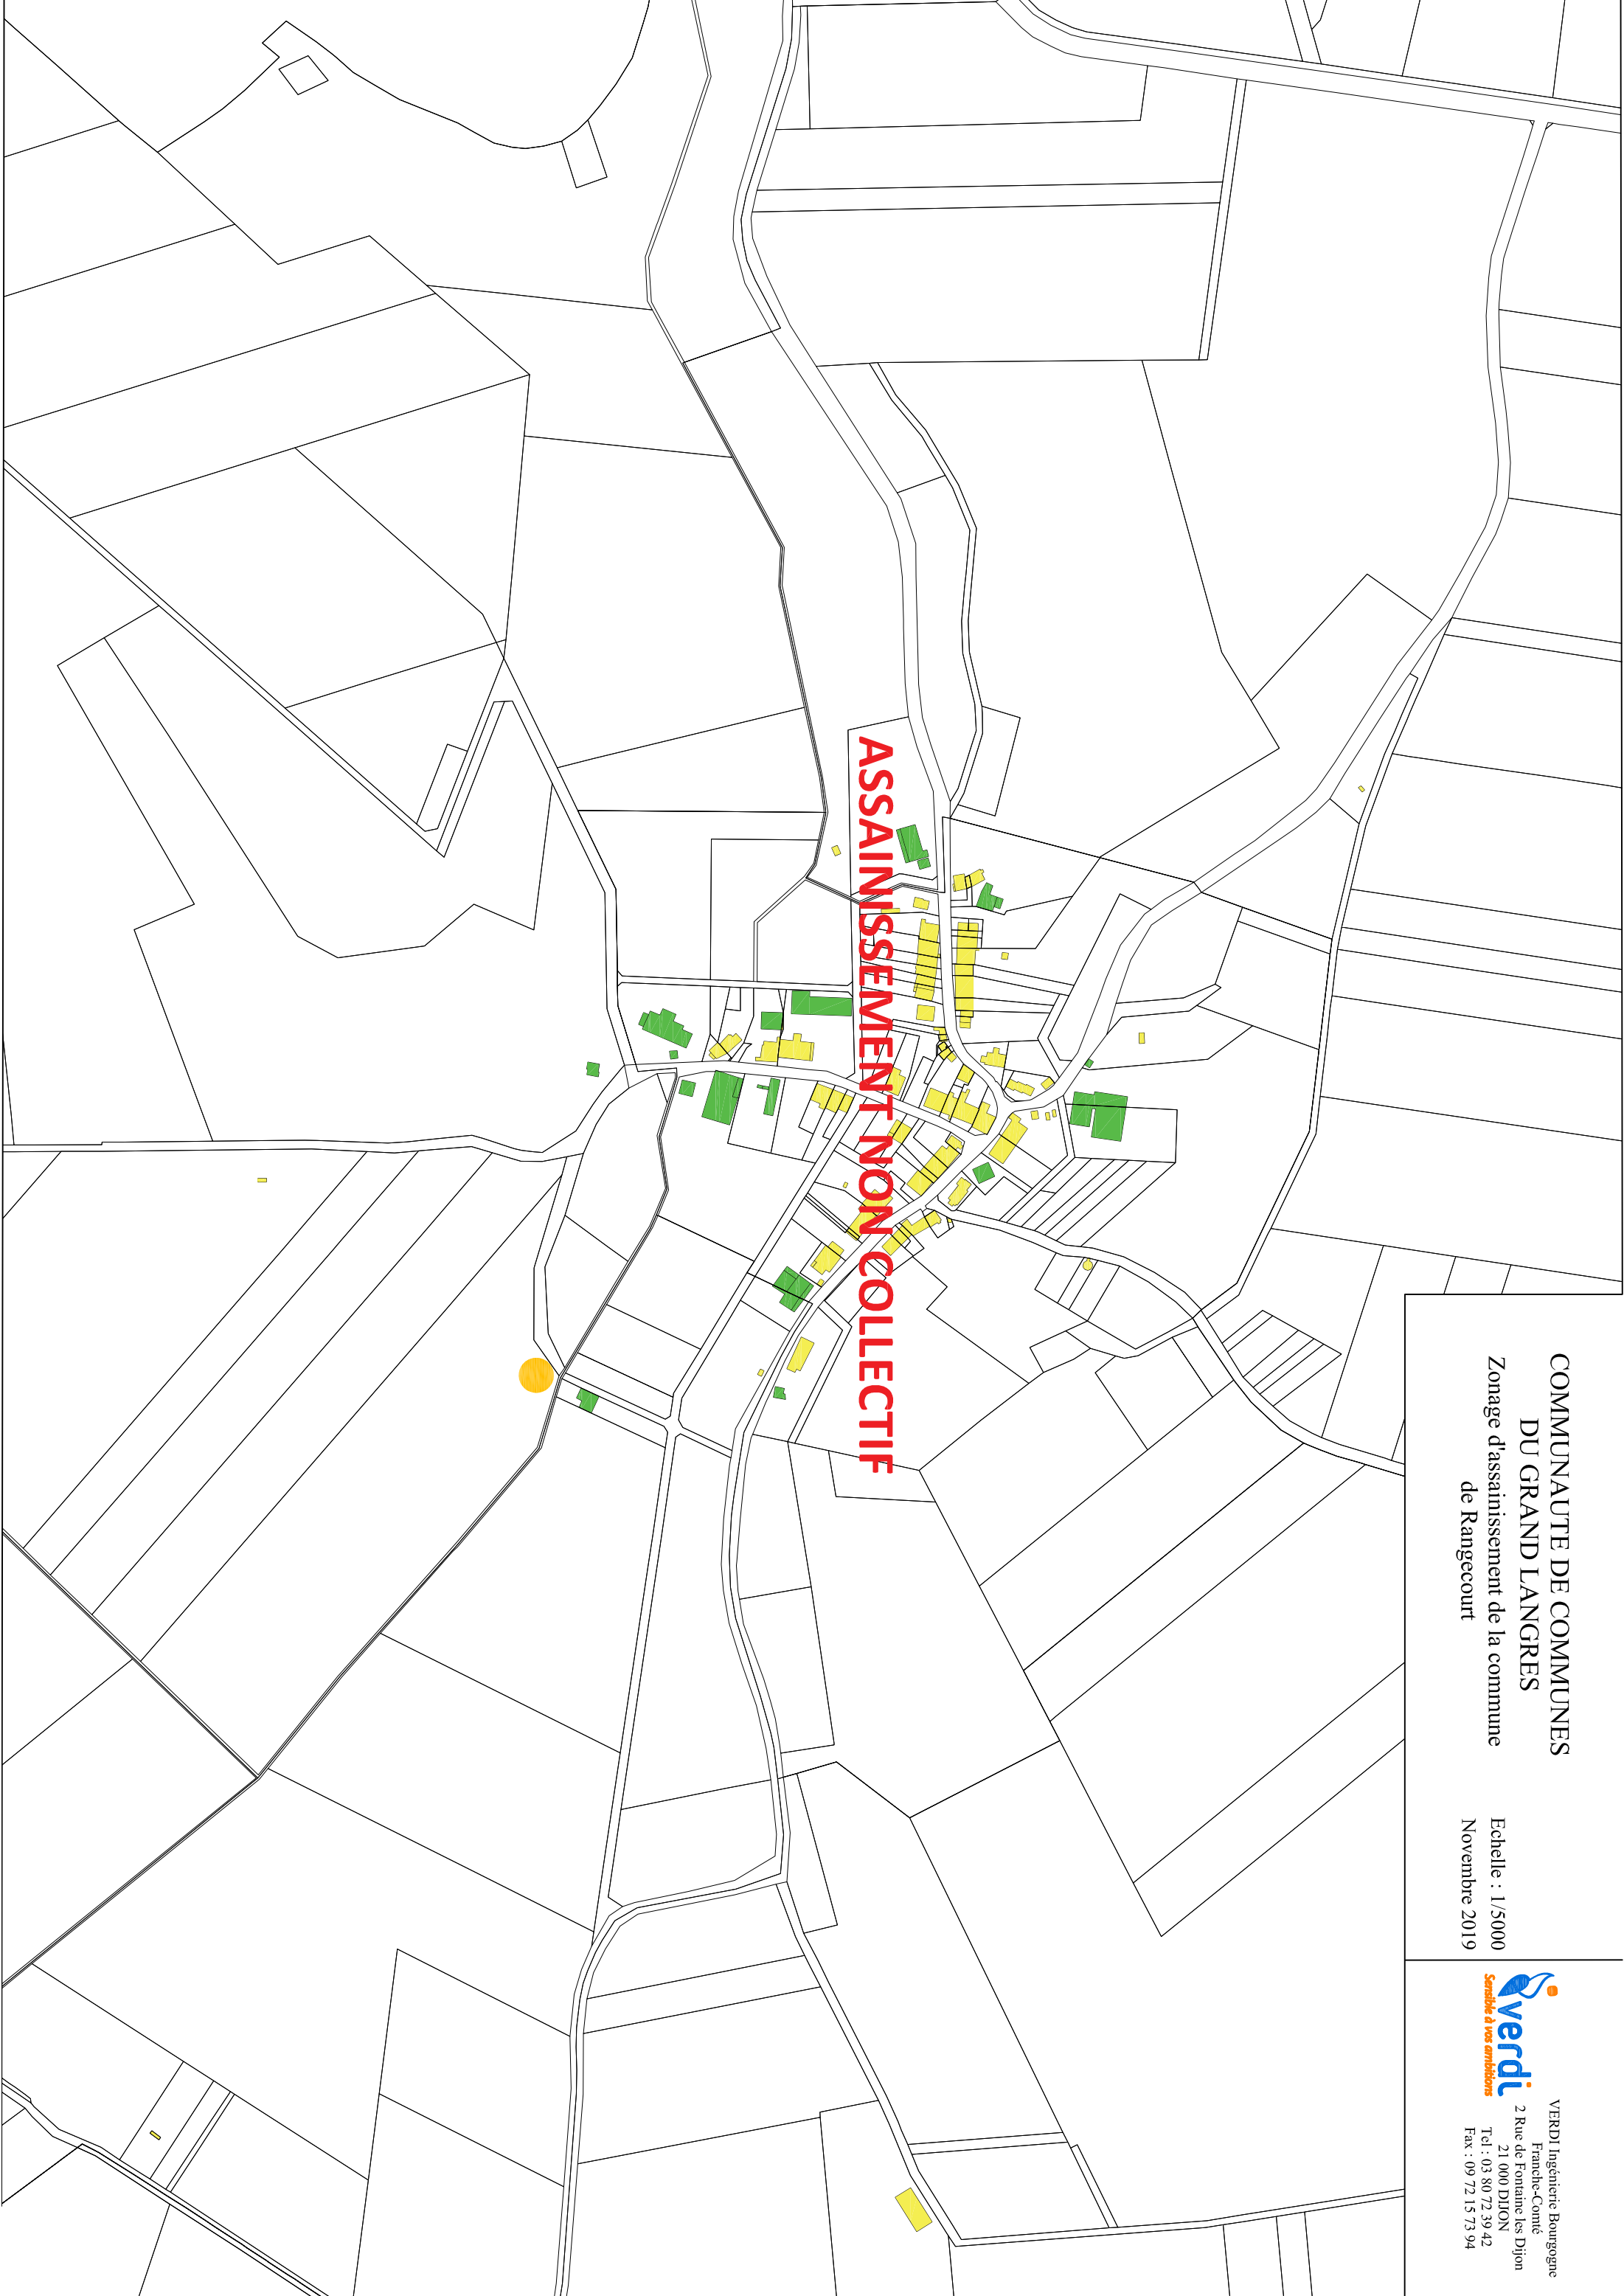 COMMUNAUTE DE COMMUNES
DU GRAND LANGRES
Zonage d'assainissement de la commune
de Rangecourt
Echelle : 1/5000
Novembre 2019
verdi
Sensible à vos ambitions
VERDI Ingénierie Bourgogne
Franche-Comté
2 Rue de Fontaine les Dijon
21 000 DIJON
Tel : 03 80 72 39 42
Fax : 09 72 15 73 94
ASSAINISSEMENT NON COLLECTIF